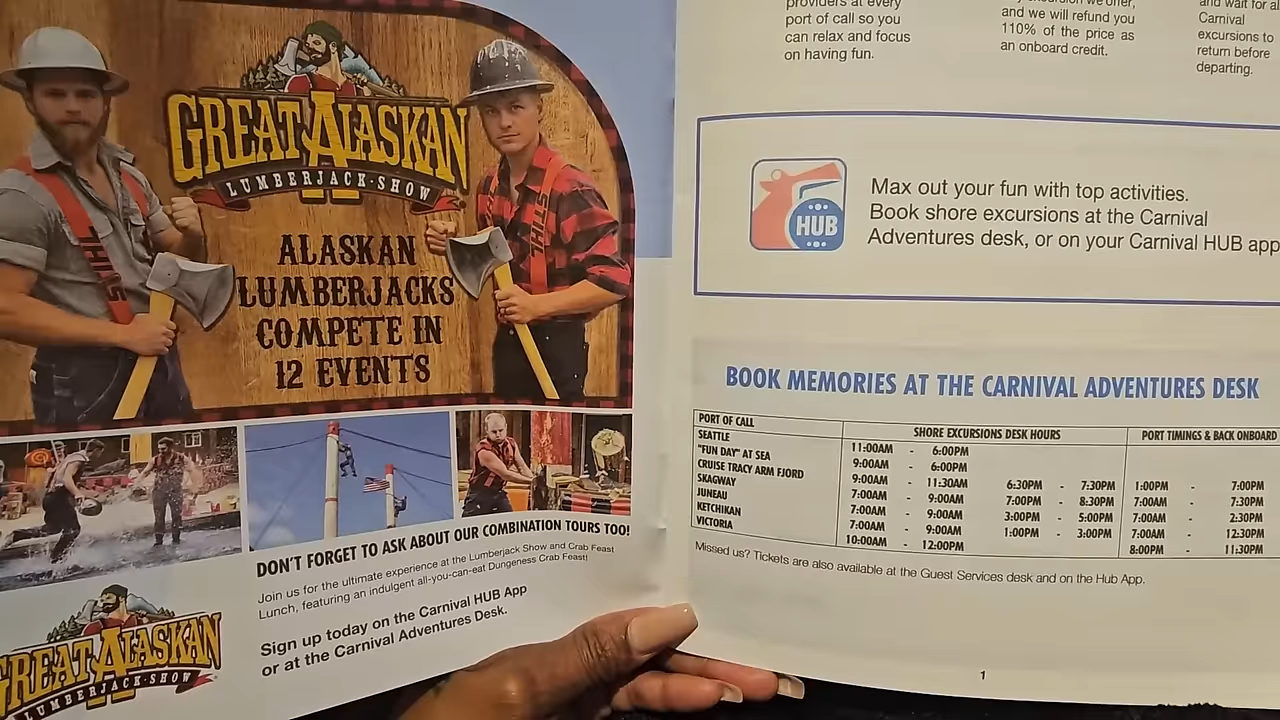 GREAT ALASKAN
LUMBERJACK·SHOW
ALASKAN
LUMBERJACKS
COMPETE IN
12 EVENTS
THILLS
DON'T FORGET TO ASK ABOUT OUR COMBINATION TOURS TOO!
Join us for the ultimate experience at the Lumberjack Show and Crab Feast
Lunch, featuring an indulgent all-you-can-eat Dungeness Crab Feast!
Sign up today on the Carnival HUB App
or at the Carnival Adventures Desk.
GREAT ALASKAN
LUMBERJACK·SHOW
providers at every
port of call so you
can relax and focus
on having fun.
we offer,
and we will refund you
110% of the price as
an onboard credit.
and wait for al
Carnival
excursions to
return before
departing.
HUB
Max out your fun with top activities.
Book shore excursions at the Carnival
Adventures desk, or on your Carnival HUB app
BOOK MEMORIES AT THE CARNIVAL ADVENTURES DESK
PORT OF CALL SHORE EXCURSIONS DESK HOURS PORT TIMINGS & BACK ONBOARD
SEATTLE 11:00AM - 6:00PM
"FUN DAY" AT SEA 9:00AM - 6:00PM
CRUISE TRACY ARM FJORD 9:00AM - 11:30AM 6:30PM - 7:30PM 1:00PM - 7:00PM
SKAGWAY 7:00AM - 9:00AM 7:00PM - 8:30PM 7:00AM - 7:30PM
JUNEAU 7:00AM - 9:00AM 3:00PM - 5:00PM 7:00AM - 2:30PM
KETCHIKAN 7:00AM - 9:00AM 1:00PM - 3:00PM 7:00AM - 12:30PM
VICTORIA 10:00AM - 12:00PM 8:00PM - 11:30PM
Missed us? Tickets are also available at the Guest Services desk and on the Hub App.
1